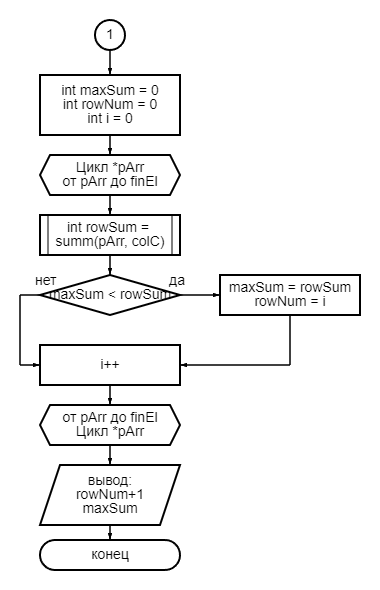 1
int maxSum = 0
int rowNum = 0
int i = 0
Цикл *pArr
от pArr до finEl
int rowSum =
summ(pArr, colC)
нет
да
maxSum < rowSum
maxSum = rowSum
rowNum = i
i++
от pArr до finEl
Цикл *pArr
вывод:
rowNum+1
maxSum
конец